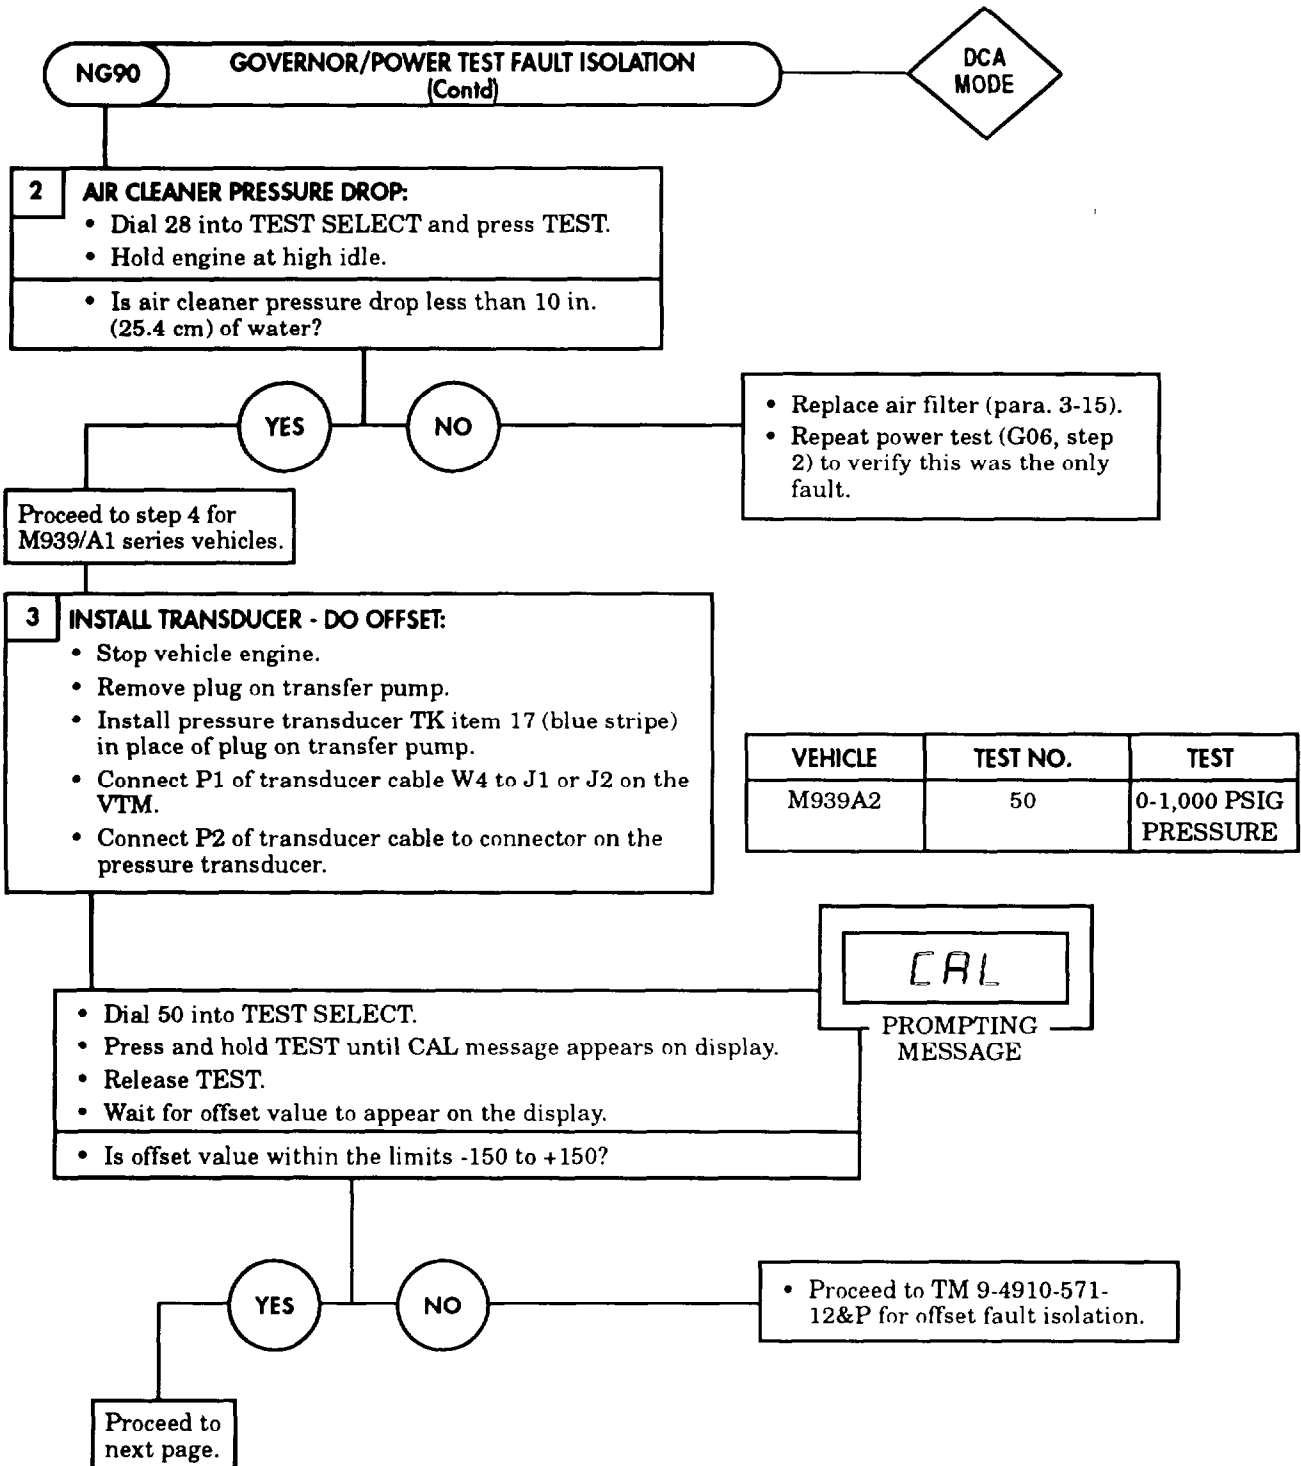 NG90
GOVERNOR/POWER TEST FAULT ISOLATION
(Contd)
DCA
MODE
2
AIR CLEANER PRESSURE DROP:
• Dial 28 into TEST SELECT and press TEST.
• Hold engine at high idle.
• Is air cleaner pressure drop less than 10 in.
(25.4 cm) of water?
YES
NO
• Replace air filter (para. 3-15).
• Repeat power test (G06, step
2) to verify this was the only
fault.
Proceed to step 4 for
M939/A1 series vehicles.
3
INSTALL TRANSDUCER - DO OFFSET:
• Stop vehicle engine.
• Remove plug on transfer pump.
• Install pressure transducer TK item 17 (blue stripe)
in place of plug on transfer pump.
• Connect P1 of transducer cable W4 to J1 or J2 on the
VTM.
• Connect P2 of transducer cable to connector on the
pressure transducer.
VEHICLE TEST NO. TEST
M939A2 50 0-1,000 PSIG
PRESSURE
CAL
PROMPTING
MESSAGE
• Dial 50 into TEST SELECT.
• Press and hold TEST until CAL message appears on display.
• Release TEST.
• Wait for offset value to appear on the display.
• Is offset value within the limits -150 to +150?
YES
NO
• Proceed to TM 9-4910-571-
12&P for offset fault isolation.
Proceed to
next page.